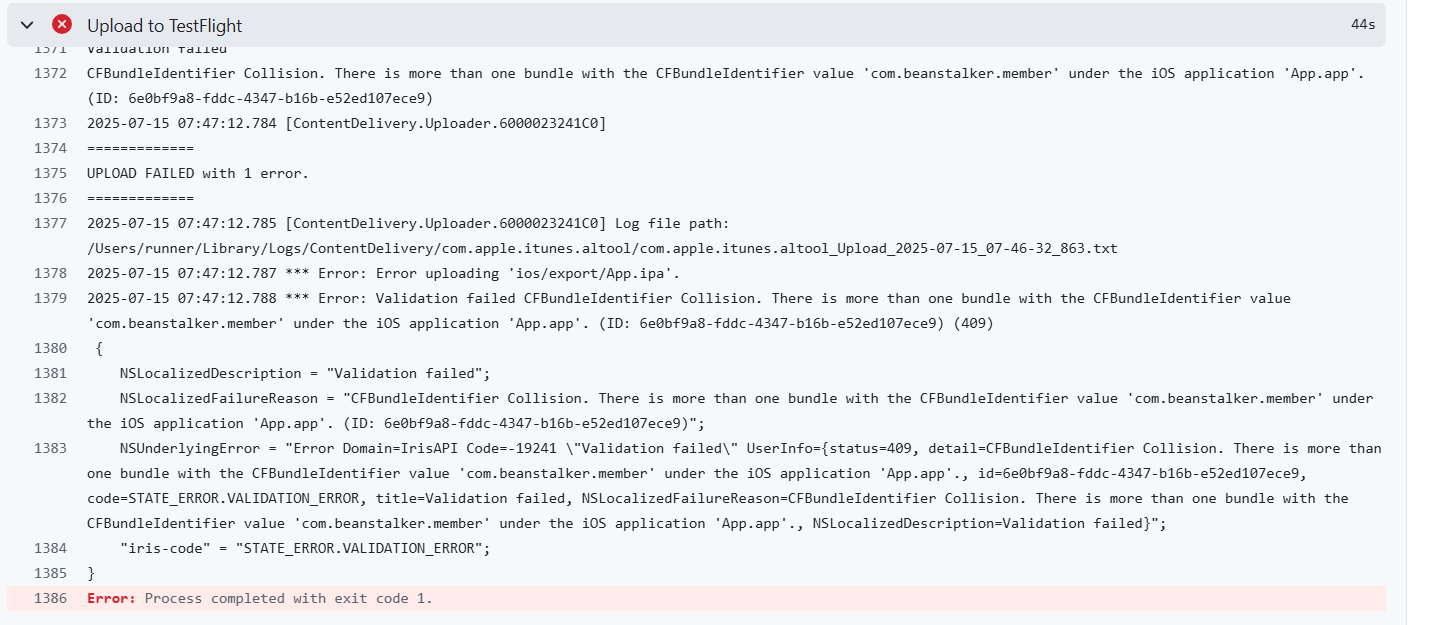 Upload to TestFlight
44s
1371 Validation failed
1372 CFBundleIdentifier Collision. There is more than one bundle with the CFBundleIdentifier value 'com.beanstalker.member' under the iOS application 'App.app'.
(ID: 6e0bf9a8-fddc-4347-b16b-e52ed107ece9)
1373 2025-07-15 07:47:12.784 [ContentDelivery.Uploader.6000023241C0]
1374 =============
1375 UPLOAD FAILED with 1 error.
1376 =============
1377 2025-07-15 07:47:12.785 [ContentDelivery.Uploader.6000023241C0] Log file path:
/Users/runner/Library/Logs/ContentDelivery/com.apple.itunes.altool/com.apple.itunes.altool_Upload_2025-07-15_07-46-32_863.txt
1378 2025-07-15 07:47:12.787 *** Error: Error uploading 'ios/export/App.ipa'.
1379 2025-07-15 07:47:12.788 *** Error: Validation failed CFBundleIdentifier Collision. There is more than one bundle with the CFBundleIdentifier value
'com.beanstalker.member' under the iOS application 'App.app'. (ID: 6e0bf9a8-fddc-4347-b16b-e52ed107ece9) (409)
1380 {
1381 NSLocalizedDescription = "Validation failed";
1382 NSLocalizedFailureReason = "CFBundleIdentifier Collision. There is more than one bundle with the CFBundleIdentifier value 'com.beanstalker.member' under
the iOS application 'App.app'. (ID: 6e0bf9a8-fddc-4347-b16b-e52ed107ece9)";
1383 NSUnderlyingError = "Error Domain=IrisAPI Code=-19241 \"Validation failed\" UserInfo={status=409, detail=CFBundleIdentifier Collision. There is more than
one bundle with the CFBundleIdentifier value 'com.beanstalker.member' under the iOS application 'App.app'., id=6e0bf9a8-fddc-4347-b16b-e52ed107ece9,
code=STATE_ERROR.VALIDATION_ERROR, title=Validation failed, NSLocalizedFailureReason=CFBundleIdentifier Collision. There is more than one bundle with the
CFBundleIdentifier value 'com.beanstalker.member' under the iOS application 'App.app'., NSLocalizedDescription=Validation failed}";
1384 "iris-code" = "STATE_ERROR.VALIDATION_ERROR";
1385 }
1386 Error: Process completed with exit code 1.